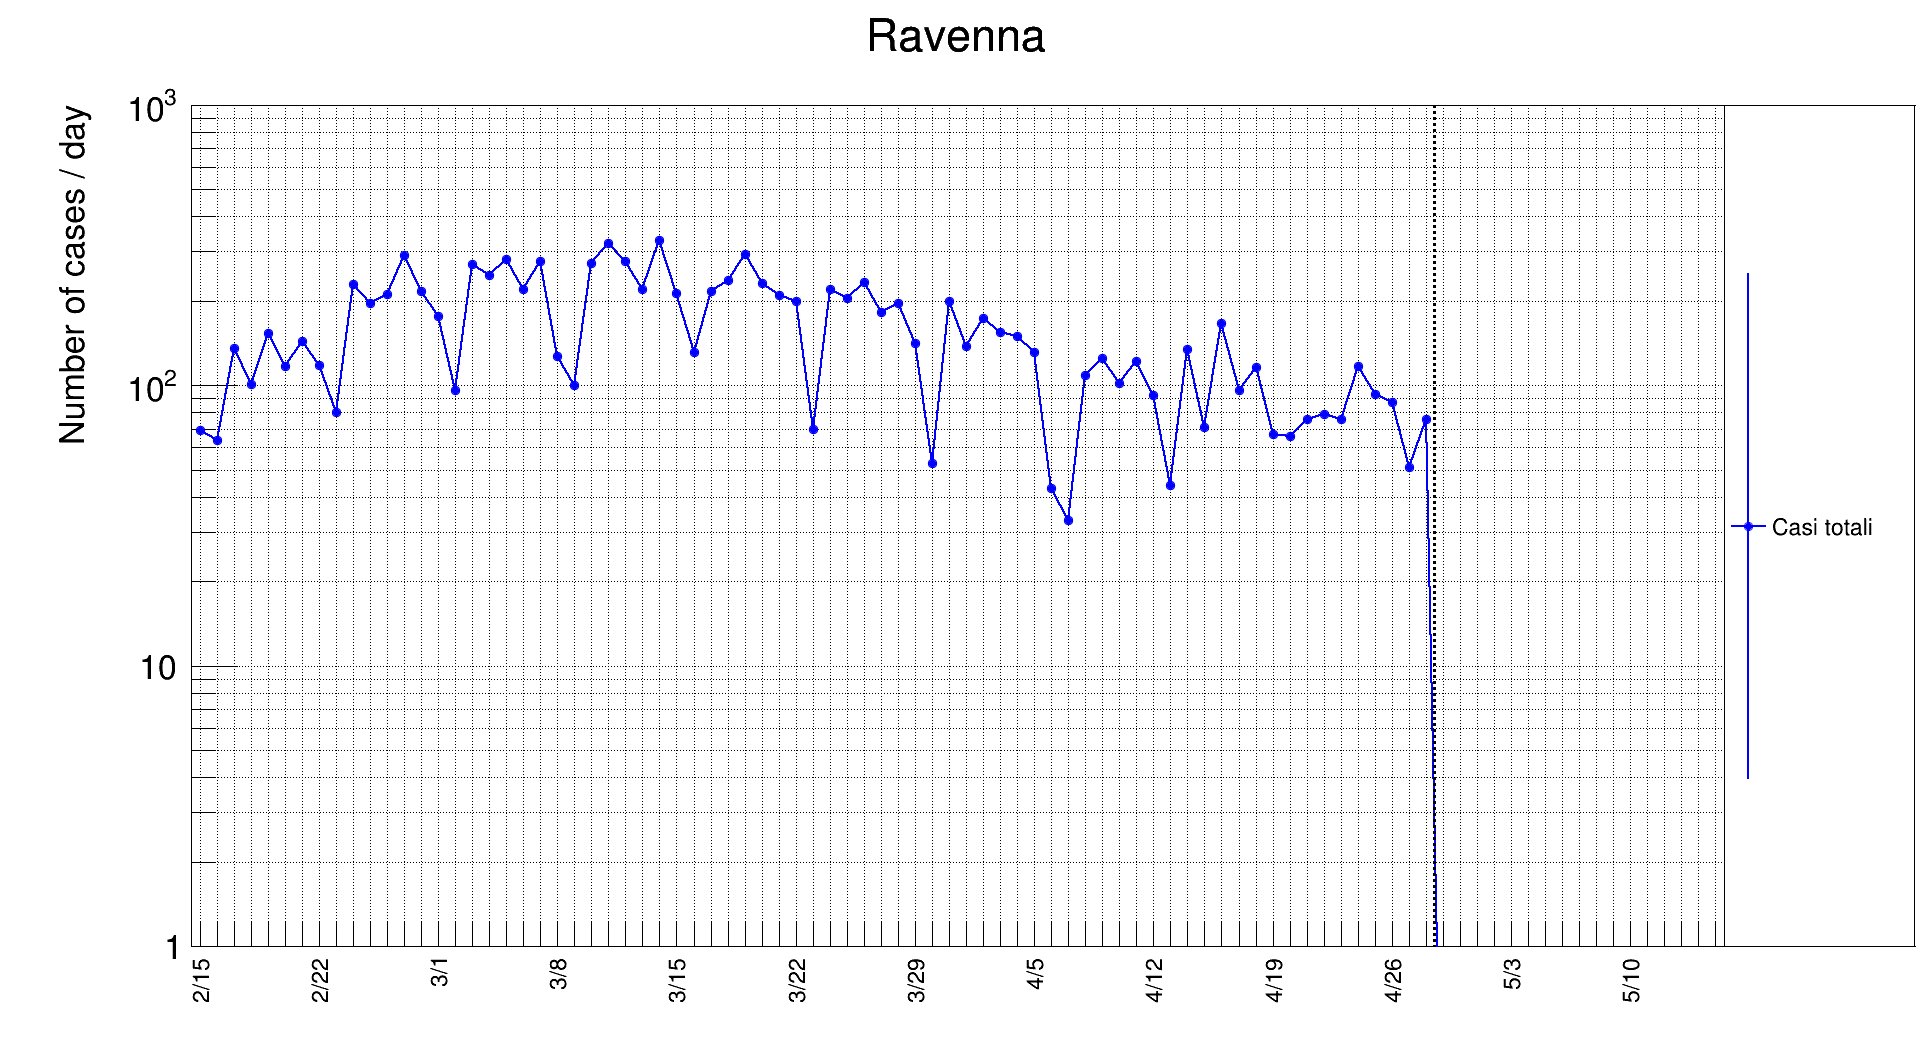 Ravenna
Number of cases / day
10³
10²
10
1
2/15 2/22 3/1 3/8 3/15 3/22 3/29 4/5 4/12 4/19 4/26 5/3 5/10
Casi totali